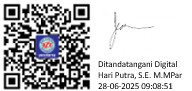 Ditandatangani Digital
Hari Putra, S.E. M.MPar
28-06-2025 09:08:51